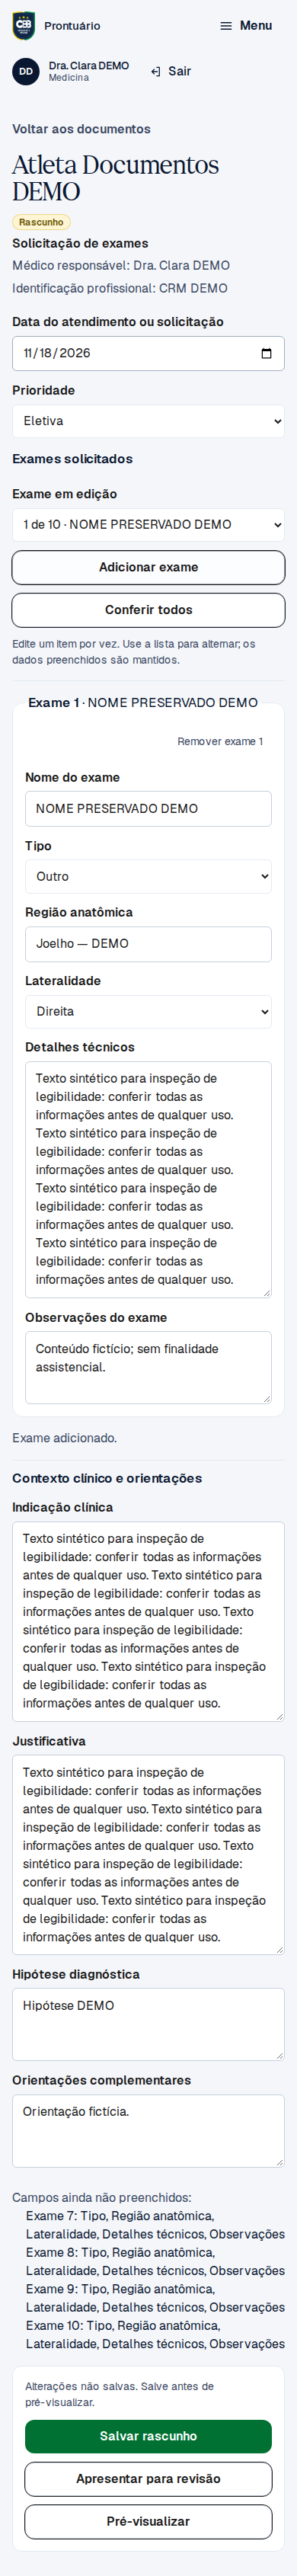 CBB
Prontuário
Menu
DD
Dra. Clara DEMO
Medicina
Sair
Voltar aos documentos
Atleta Documentos
DEMO
Rascunho
Solicitação de exames
Médico responsável: Dra. Clara DEMO
Identificação profissional: CRM DEMO
Data do atendimento ou solicitação
11/18/2026
Prioridade
Eletiva
Exames solicitados
Exame em edição
1 de 10 · NOME PRESERVADO DEMO
Adicionar exame
Conferir todos
Edite um item por vez. Use a lista para alternar; os
dados preenchidos são mantidos.
Exame 1 · NOME PRESERVADO DEMO
Remover exame 1
Nome do exame
NOME PRESERVADO DEMO
Tipo
Outro
Região anatômica
Joelho — DEMO
Lateralidade
Direita
Detalhes técnicos
Texto sintético para inspeção de
legibilidade: conferir todas as
informações antes de qualquer uso.
Texto sintético para inspeção de
legibilidade: conferir todas as
informações antes de qualquer uso.
Texto sintético para inspeção de
legibilidade: conferir todas as
informações antes de qualquer uso.
Texto sintético para inspeção de
legibilidade: conferir todas as
informações antes de qualquer uso.
Observações do exame
Conteúdo fictício; sem finalidade
assistencial.
Exame adicionado.
Contexto clínico e orientações
Indicação clínica
Texto sintético para inspeção de
legibilidade: conferir todas as informações
antes de qualquer uso. Texto sintético para
inspeção de legibilidade: conferir todas as
informações antes de qualquer uso. Texto
sintético para inspeção de legibilidade:
conferir todas as informações antes de
qualquer uso. Texto sintético para inspeção
de legibilidade: conferir todas as
informações antes de qualquer uso.
Justificativa
Texto sintético para inspeção de
legibilidade: conferir todas as informações
antes de qualquer uso. Texto sintético para
inspeção de legibilidade: conferir todas as
informações antes de qualquer uso. Texto
sintético para inspeção de legibilidade:
conferir todas as informações antes de
qualquer uso. Texto sintético para inspeção
de legibilidade: conferir todas as
informações antes de qualquer uso.
Hipótese diagnóstica
Hipótese DEMO
Orientações complementares
Orientação fictícia.
Campos ainda não preenchidos:
Exame 7: Tipo, Região anatômica,
Lateralidade, Detalhes técnicos, Observações
Exame 8: Tipo, Região anatômica,
Lateralidade, Detalhes técnicos, Observações
Exame 9: Tipo, Região anatômica,
Lateralidade, Detalhes técnicos, Observações
Exame 10: Tipo, Região anatômica,
Lateralidade, Detalhes técnicos, Observações
Alterações não salvas. Salve antes de
pré-visualizar.
Salvar rascunho
Apresentar para revisão
Pré-visualizar